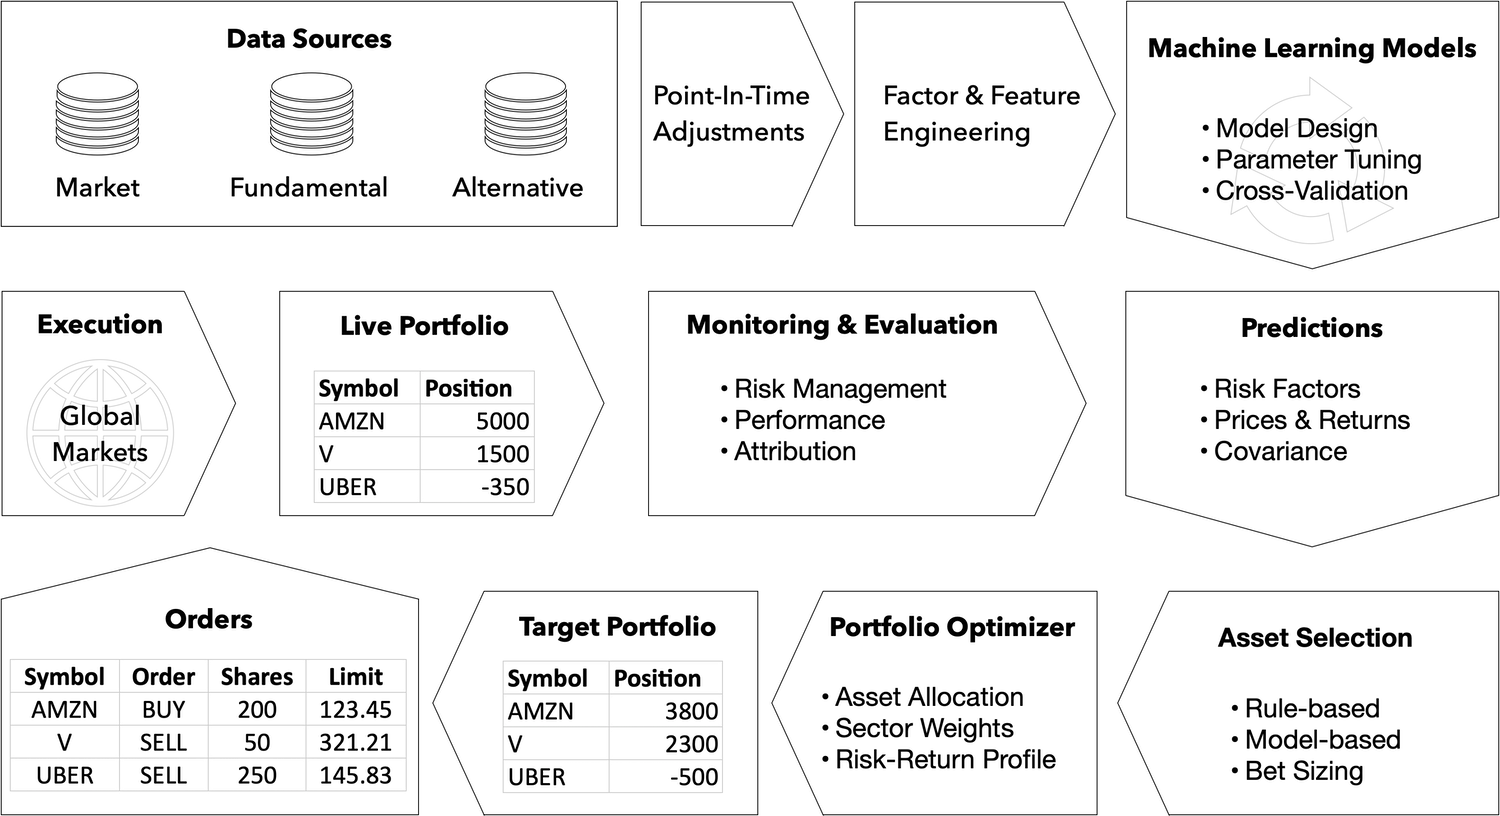 Data Sources
Market
Fundamental
Alternative
Point-In-Time
Adjustments
Factor & Feature
Engineering
Machine Learning Models
• Model Design
• Parameter Tuning
• Cross-Validation
Execution
Global
Markets
Live Portfolio
Symbol Position
AMZN 5000
V 1500
UBER -350
Monitoring & Evaluation
• Risk Management
• Performance
• Attribution
Predictions
• Risk Factors
• Prices & Returns
• Covariance
Orders
Symbol Order Shares Limit
AMZN BUY 200 123.45
V SELL 50 321.21
UBER SELL 250 145.83
Target Portfolio
Symbol Position
AMZN 3800
V 2300
UBER -500
Portfolio Optimizer
• Asset Allocation
• Sector Weights
• Risk-Return Profile
Asset Selection
• Rule-based
• Model-based
• Bet Sizing